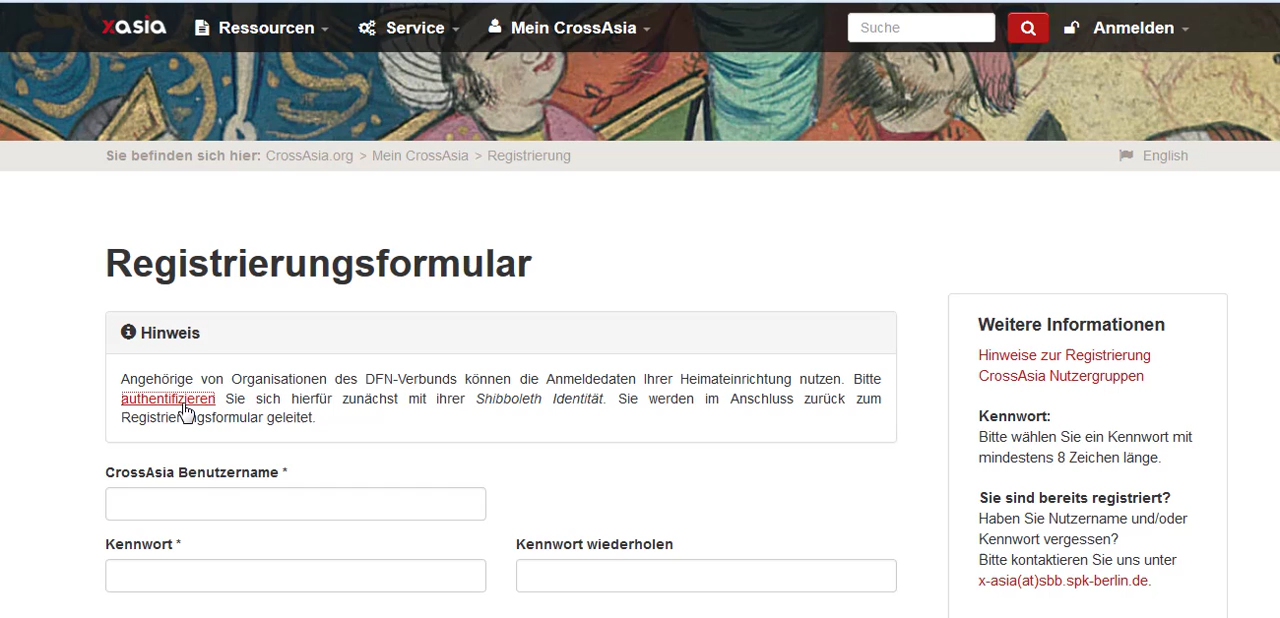 xasia Ressourcen Service Mein CrossAsia Suche Anmelden
Sie befinden sich hier: CrossAsia.org > Mein CrossAsia > Registrierung English
Registrierungsformular
Hinweis
Angehörige von Organisationen des DFN-Verbunds können die Anmeldedaten Ihrer Heimateinrichtung nutzen. Bitte
authentifizieren Sie sich hierfür zunächst mit ihrer Shibboleth Identität. Sie werden im Anschluss zurück zum
Registrierungsformular geleitet.
CrossAsia Benutzername *
Kennwort *
Kennwort wiederholen
Weitere Informationen
Hinweise zur Registrierung
CrossAsia Nutzergruppen
Kennwort:
Bitte wählen Sie ein Kennwort mit
mindestens 8 Zeichen länge.
Sie sind bereits registriert?
Haben Sie Nutzername und/oder
Kennwort vergessen?
Bitte kontaktieren Sie uns unter
x-asia(at)sbb.spk-berlin.de.